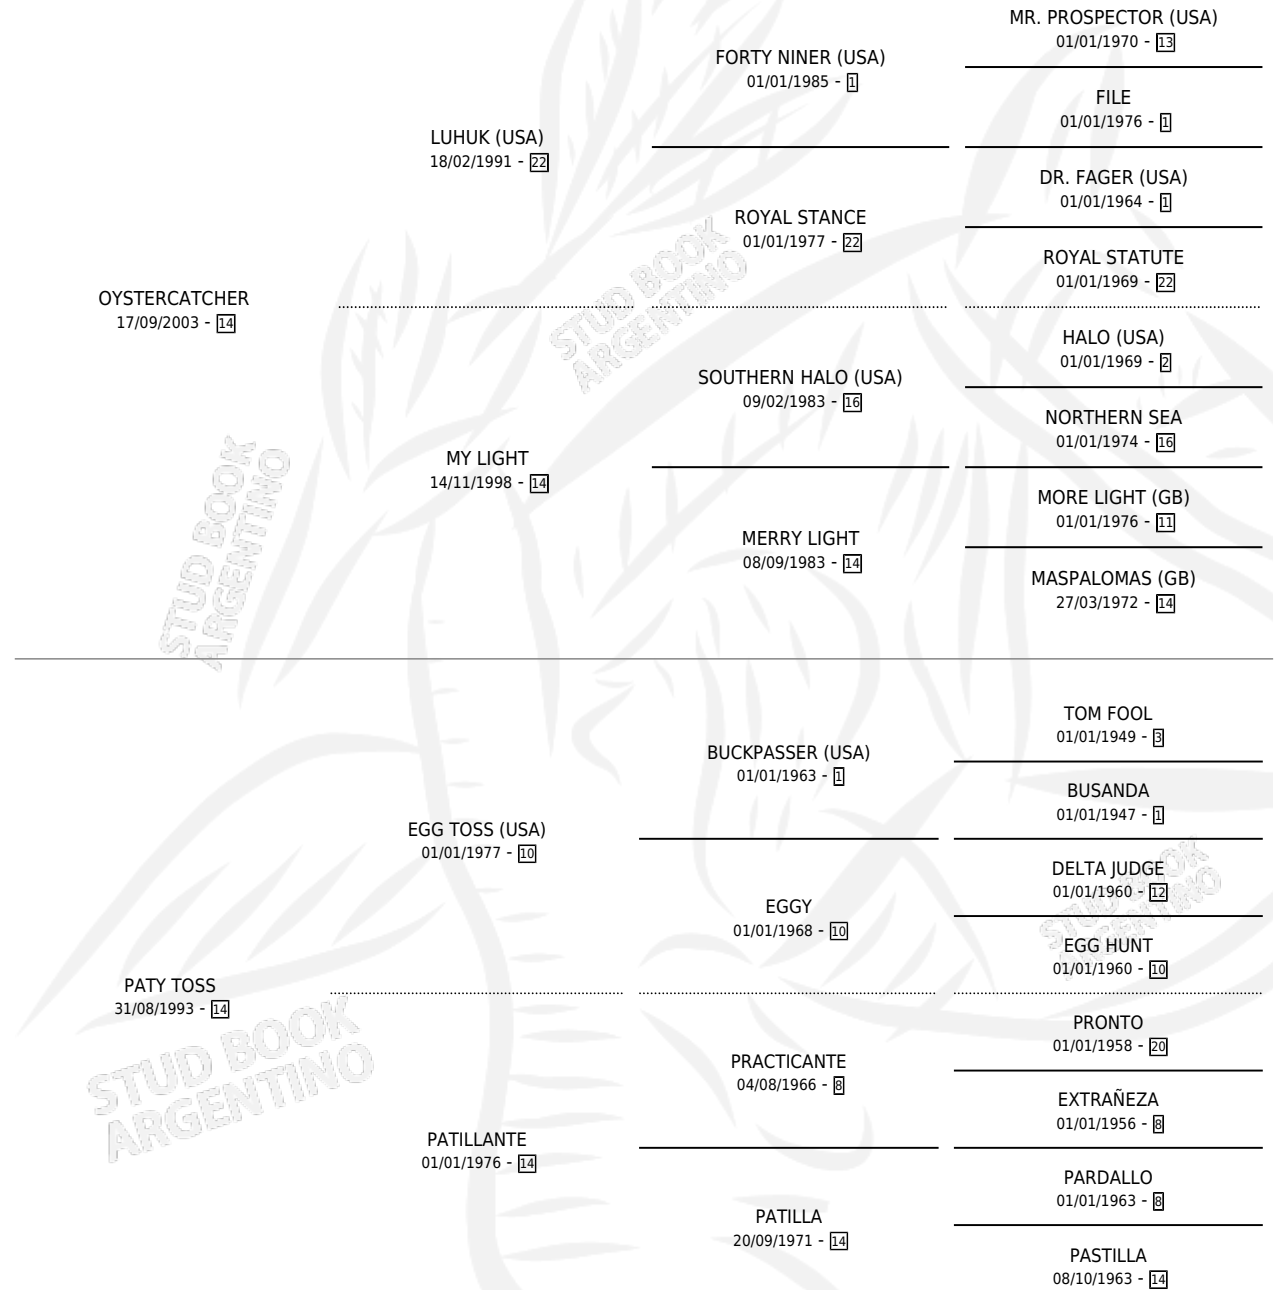 MR. PROSPECTOR (USA)
01/01/1970 - 13
FORTY NINER (USA)
01/01/1985 - 1
FILE
01/01/1976 - 1
LUHUK (USA)
18/02/1991 - 22
DR. FAGER (USA)
01/01/1964 - 1
ROYAL STANCE
01/01/1977 - 22
ROYAL STATUTE
01/01/1969 - 22
OYSTERCATCHER
17/09/2003 - 14
HALO (USA)
01/01/1969 - 2
SOUTHERN HALO (USA)
09/02/1983 - 16
NORTHERN SEA
01/01/1974 - 16
MY LIGHT
14/11/1998 - 14
MORE LIGHT (GB)
01/01/1976 - 11
MERRY LIGHT
08/09/1983 - 14
MASPALOMAS (GB)
27/03/1972 - 14
TOM FOOL
01/01/1949 - 3
BUCKPASSER (USA)
01/01/1963 - 1
BUSANDA
01/01/1947 - 1
EGG TOSS (USA)
01/01/1977 - 10
DELTA JUDGE
01/01/1960 - 12
EGGY
01/01/1968 - 10
EGG HUNT
01/01/1960 - 10
PATY TOSS
31/08/1993 - 14
PRONTO
01/01/1958 - 20
PRACTICANTE
04/08/1966 - 8
EXTRAÑEZA
01/01/1956 - 8
PATILLANTE
01/01/1976 - 14
PARDALLO
01/01/1963 - 8
PATILLA
20/09/1971 - 14
PASTILLA
08/10/1963 - 14
STUD BOOK
ARGENTINO
STUD BOOK
ARGENTINO
STUD BOOK
ARGENTINO
STUD BOOK
ARGENTINO